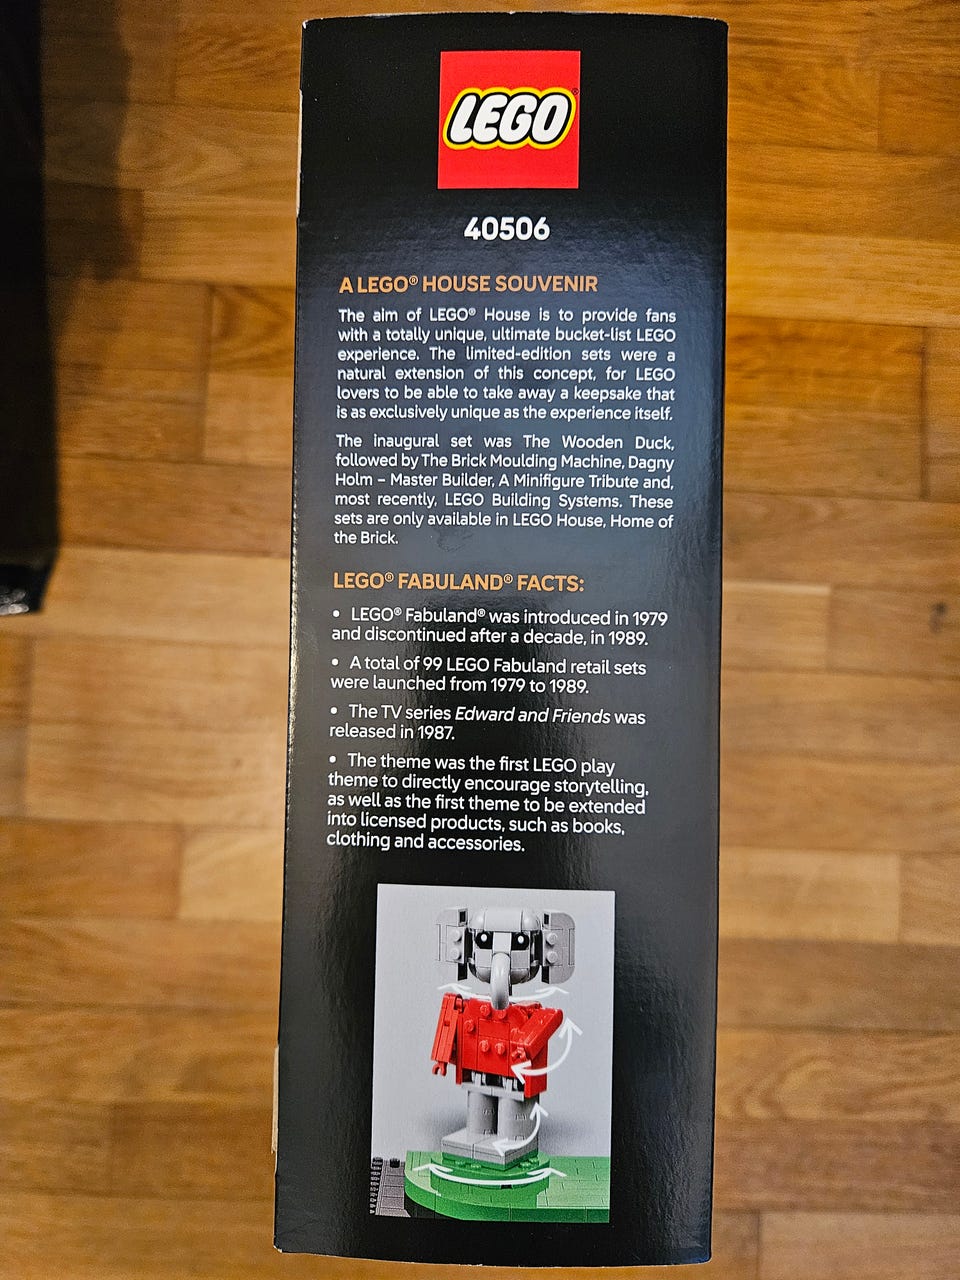 LEGO®
40506
A LEGO® HOUSE SOUVENIR
The aim of LEGO® House is to provide fans
with a totally unique, ultimate bucket-list LEGO
experience. The limited-edition sets were a
natural extension of this concept, for LEGO
lovers to be able to take away a keepsake that
is as exclusively unique as the experience itself.
The inaugural set was The Wooden Duck,
followed by The Brick Moulding Machine, Dagny
Holm – Master Builder, A Minifigure Tribute and,
most recently, LEGO Building Systems. These
sets are only available in LEGO House, Home of
the Brick.
LEGO® FABULAND® FACTS:
• LEGO® Fabuland® was introduced in 1979
and discontinued after a decade, in 1989.
• A total of 99 LEGO Fabuland retail sets
were launched from 1979 to 1989.
• The TV series Edward and Friends was
released in 1987.
• The theme was the first LEGO play
theme to directly encourage storytelling,
as well as the first theme to be extended
into licensed products, such as books,
clothing and accessories.